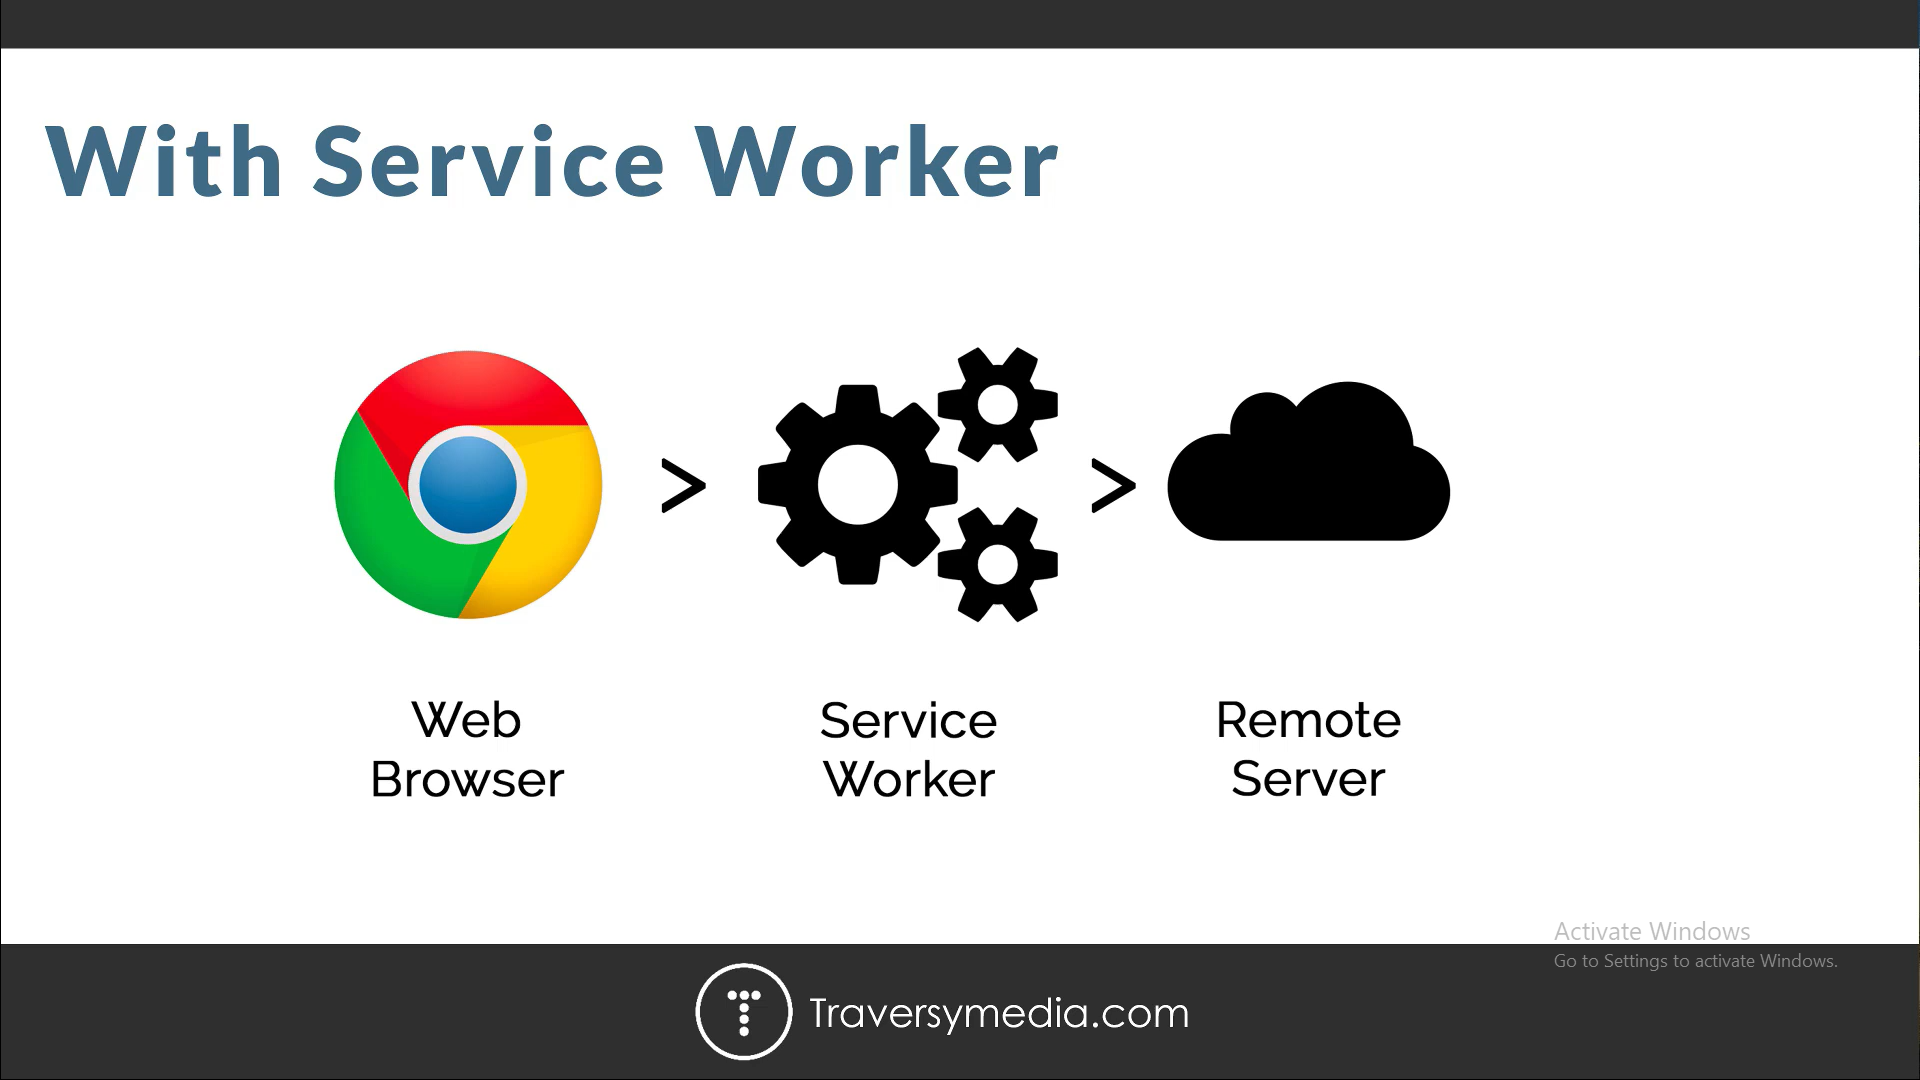 With Service Worker
>
>
Web
Browser
Service
Worker
Remote
Server
Activate Windows
Go to Settings to activate Windows.
T
Traversymedia.com